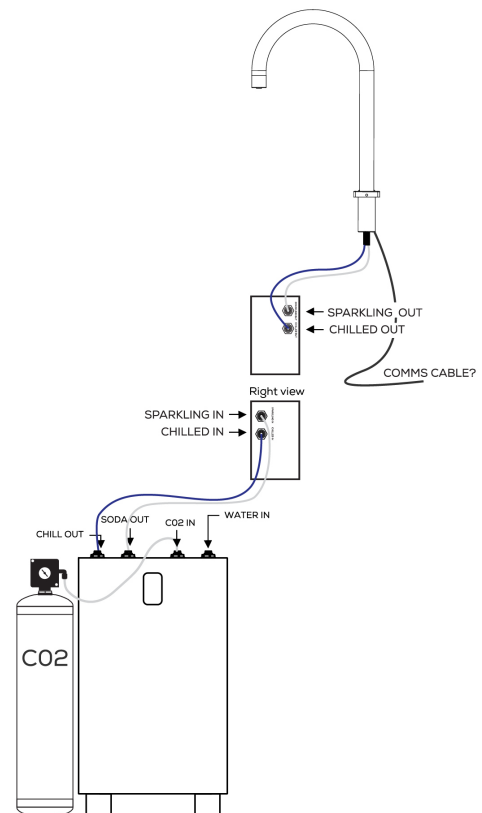 SPARKLING OUT
CHILLED OUT
COMMS CABLE?
Right view
SPARKLING IN
CHILLED IN
SODA OUT
C02 IN
WATER IN
CHILL OUT
C02